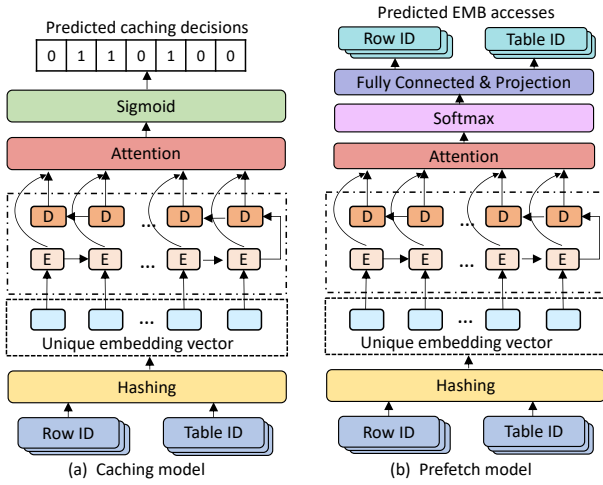 Predicted caching decisions
0 1 1 0 1 0 0
Sigmoid
Attention
D D ... D D
E E ... E E
...
Unique embedding vector
Hashing
Row ID Table ID
(a) Caching model
Predicted EMB accesses
Row ID Table ID
Fully Connected & Projection
Softmax
Attention
D D ... D D
E E ... E E
...
Unique embedding vector
Hashing
Row ID Table ID
(b) Prefetch model